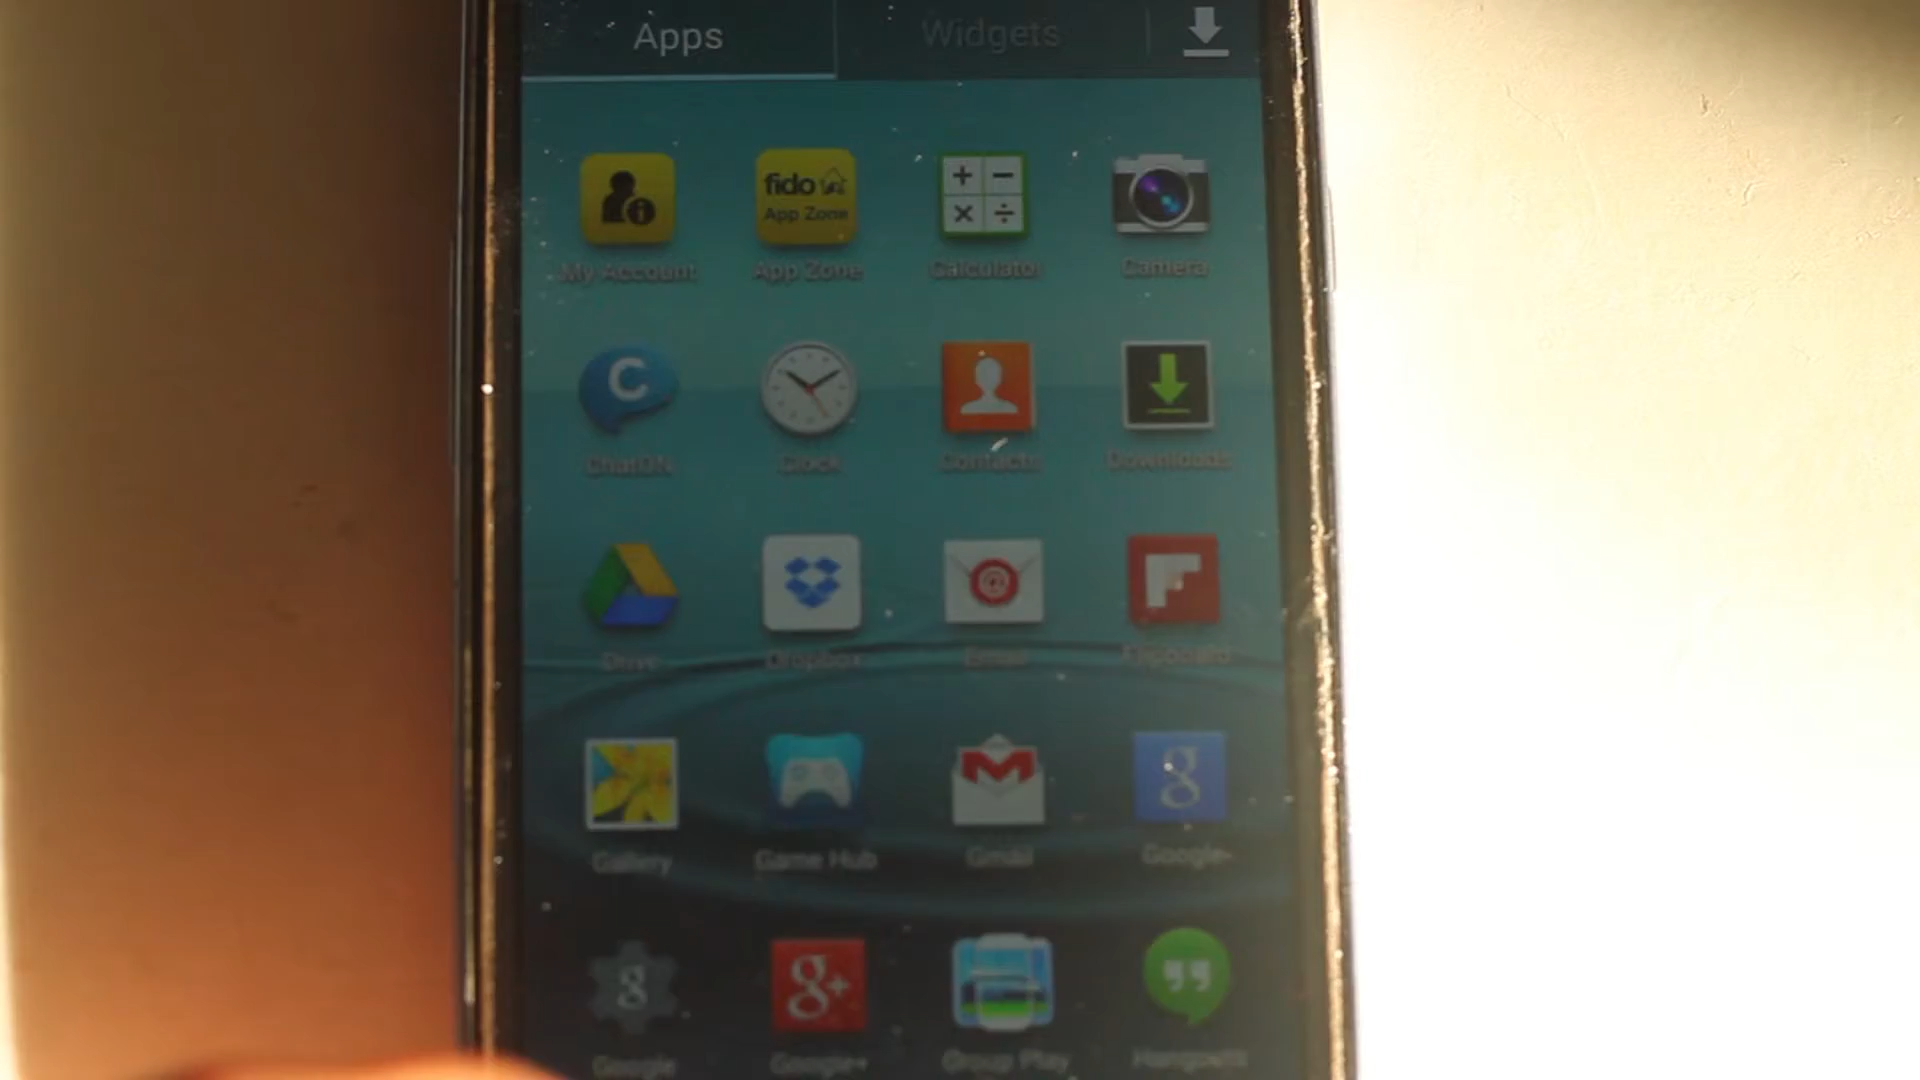 Apps
Widgets
fido
App Zone
My Account
App Zone
Calculator
Camera
C
ChatON
Clock
Contacts
Downloads
Drive
Dropbox
@
Email
Flipboard
Gallery
Game Hub
Gmail
g
Google
g
Google
g+
Google+
Group Play
Hangouts